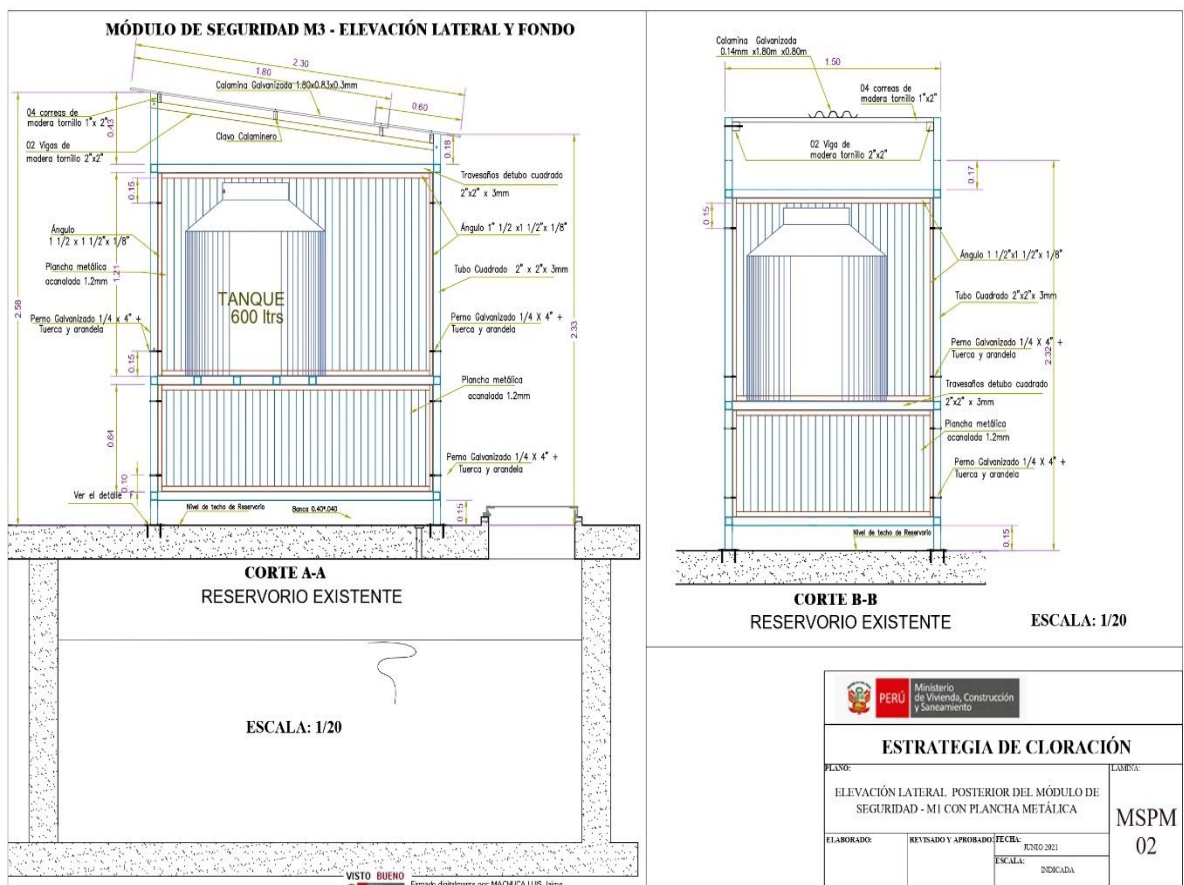 MÓDULO DE SEGURIDAD M3 - ELEVACIÓN LATERAL Y FONDO
2.30
1.80
Calamina Galvanizada 1.80x0.83x0.3mm
0.60
04 correas de
madera tornillo 1"x 2"
0.43
02 Vigas de
madera tornillo 2"x2"
Clavo Calaminero
0.18
Travesaños detubo cuadrado
2"x2" x 3mm
0.15
Ángulo
1 1/2 x 1 1/2"x 1/8"
Ángulo 1" 1/2 x1 1/2"x 1/8"
Plancha metálica
acanalada 1.2mm
1.21
Tubo Cuadrado 2" x 2"x 3mm
TANQUE
600 ltrs
2.58
Perno Galvanizado 1/4 x 4" +
Tuerca y arandela
Perno Galvanizado 1/4 X 4" +
Tuerca y arandela
2.33
0.15
Plancha metálica
acanalada 1.2mm
0.64
Perno Galvanizado 1/4 X 4" +
Tuerca y arandela
0.10
Ver el detalle F
Nivel de techo de Reservorio
Banca 0.40*.040
0.15
CORTE A-A
RESERVORIO EXISTENTE
ESCALA: 1/20
VISTO BUENO
Firmado digitalmente por MACHUCA LUIS Jaime
Calamina Galvanizada
0.14mm x1.80m x0.80m
1.50
04 correas de
madera tornillo 1"x2"
02 Viga de
madera tornillo 2"x2"
0.17
0.15
Ángulo 1 1/2"x1 1/2"x 1/8"
Tubo Cuadrado 2"x2"x 3mm
2.32
Perno Galvanizado 1/4 X 4" +
Tuerca y arandela
Travesaños detubo cuadrado
2"x2" x 3mm
Plancha metálica
acanalada 1.2mm
Perno Galvanizado 1/4 X 4" +
Tuerca y arandela
Nivel de techo de Reservorio
0.15
CORTE B-B
RESERVORIO EXISTENTE
ESCALA: 1/20
PERÚ
Ministerio
de Vivienda, Construcción
y Saneamiento
ESTRATEGIA DE CLORACIÓN
PLANO:
LAMINA:
ELEVACIÓN LATERAL POSTERIOR DEL MÓDULO DE
SEGURIDAD - M1 CON PLANCHA METÁLICA
MSPM
02
ELABORADO:
REVISADO Y APROBADO:
FECHA:
JUNIO 2021
ESCALA:
INDICADA